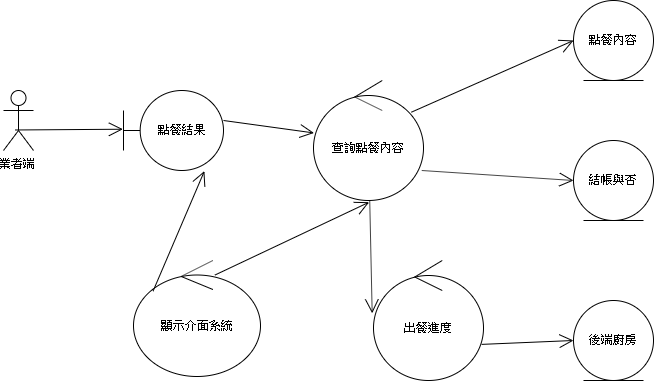 點餐內容
點餐結果
查詢點餐內容
業者端
結帳與否
顯示介面系統
出餐進度
後端廚房